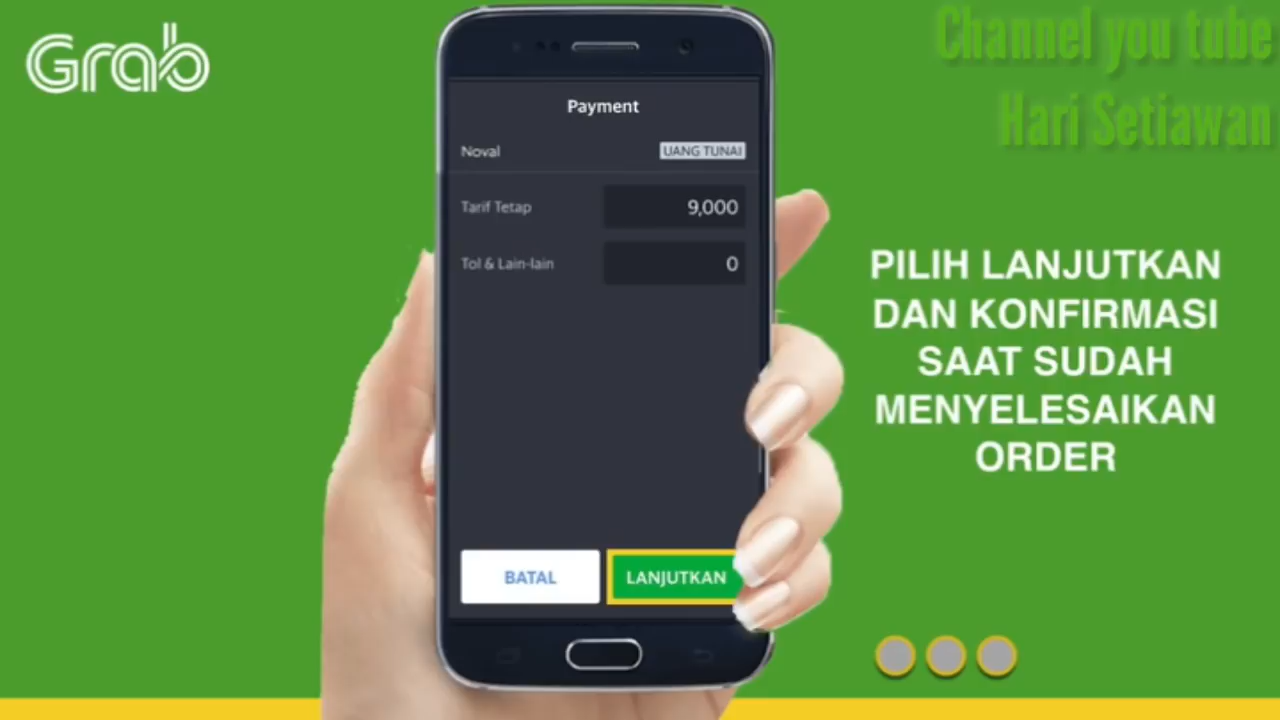 Grab
Channel you tube
Hari Setiawan
Payment
Noval UANG TUNAI
Tarif Tetap 9,000
Tol & Lain-lain 0
BATAL LANJUTKAN
PILIH LANJUTKAN
DAN KONFIRMASI
SAAT SUDAH
MENYELESAIKAN
ORDER